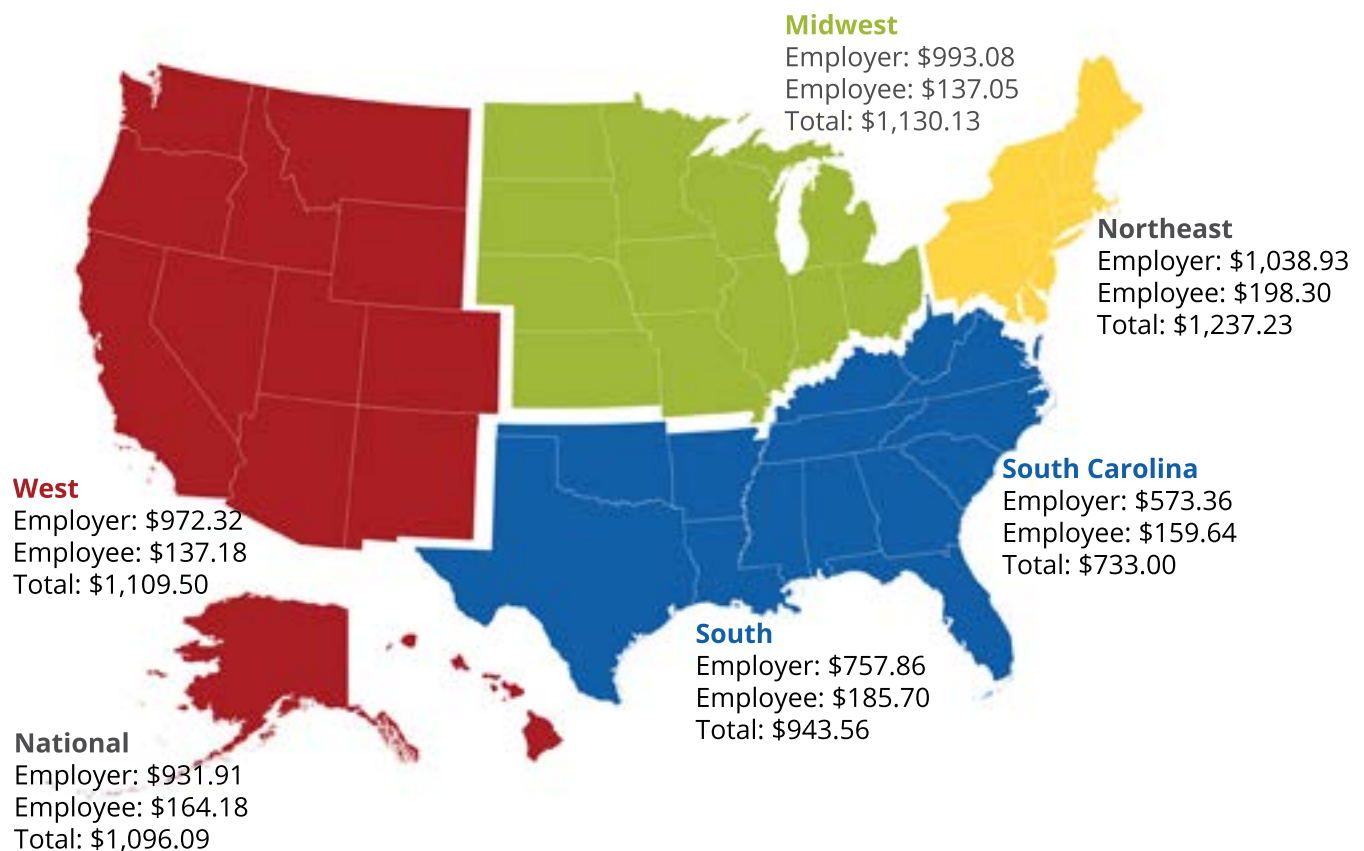 Midwest
Employer: $993.08
Employee: $137.05
Total: $1,130.13
Northeast
Employer: $1,038.93
Employee: $198.30
Total: $1,237.23
South Carolina
Employer: $573.36
Employee: $159.64
Total: $733.00
West
Employer: $972.32
Employee: $137.18
Total: $1,109.50
South
Employer: $757.86
Employee: $185.70
Total: $943.56
National
Employer: $931.91
Employee: $164.18
Total: $1,096.09